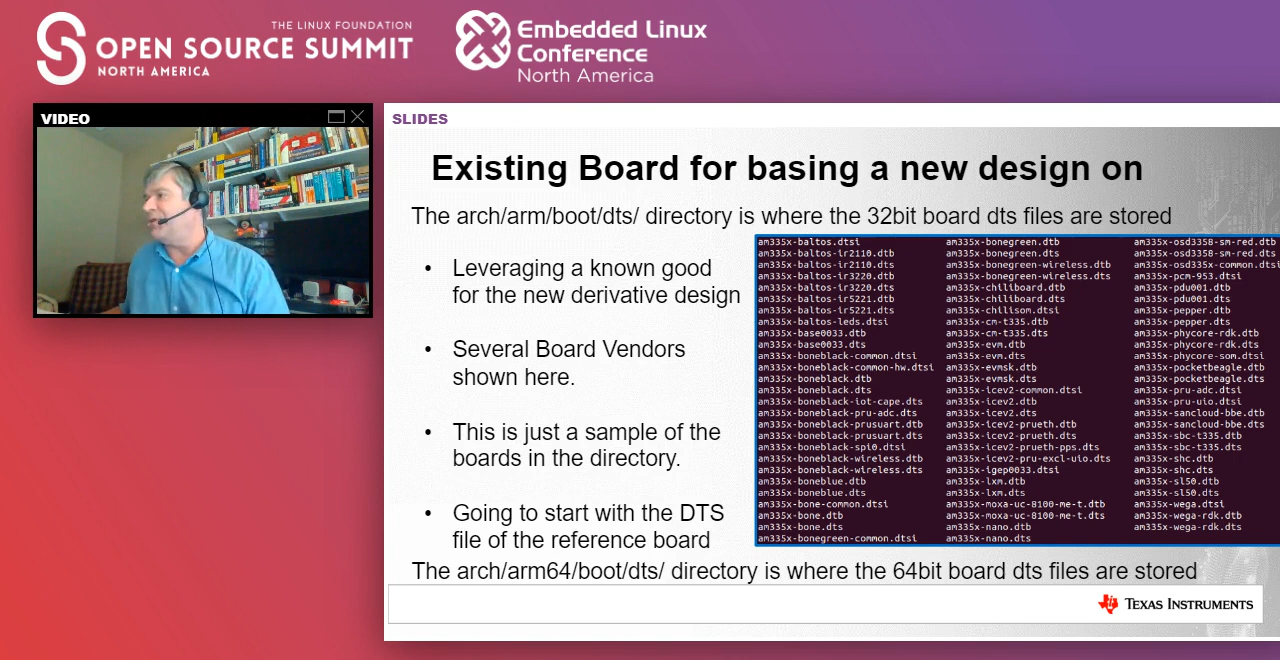 THE LINUX FOUNDATION
OPEN SOURCE SUMMIT
NORTH AMERICA
Embedded Linux
Conference
North America
VIDEO
SLIDES
Existing Board for basing a new design on
The arch/arm/boot/dts/ directory is where the 32bit board dts files are stored
• Leveraging a known good
for the new derivative design
• Several Board Vendors
shown here.
• This is just a sample of the
boards in the directory.
• Going to start with the DTS
file of the reference board
am335x-baltos.dtsi am335x-bonegreen.dtb am335x-osd3358-sm-red.dtb
am335x-baltos-ir2110.dtb am335x-bonegreen.dts am335x-osd3358-sm-red.dts
am335x-baltos-ir2110.dts am335x-bonegreen-wireless.dtb am335x-osd335x-common.dtsi
am335x-baltos-ir3220.dtb am335x-bonegreen-wireless.dts am335x-pcm-953.dtsi
am335x-baltos-ir3220.dts am335x-chiliboard.dtb am335x-pdu001.dtb
am335x-baltos-ir5221.dtb am335x-chiliboard.dts am335x-pdu001.dts
am335x-baltos-ir5221.dts am335x-chilisom.dtsi am335x-pepper.dtb
am335x-baltos-leds.dtsi am335x-cm-t335.dtb am335x-pepper.dts
am335x-base0033.dtb am335x-cm-t335.dts am335x-phycore-rdk.dtb
am335x-base0033.dts am335x-evm.dtb am335x-phycore-rdk.dts
am335x-boneblack-common.dtsi am335x-evm.dts am335x-phycore-som.dtsi
am335x-boneblack-common-hw.dtsi am335x-evmsk.dtb am335x-pocketbeagle.dtb
am335x-boneblack.dtb am335x-evmsk.dts am335x-pocketbeagle.dts
am335x-boneblack.dts am335x-icev2-common.dtsi am335x-pru-adc.dtsi
am335x-boneblack-iot-cape.dts am335x-icev2.dtb am335x-pru-uio.dtsi
am335x-boneblack-pru-adc.dts am335x-icev2.dts am335x-sancloud-bbe.dtb
am335x-boneblack-prusuart.dtb am335x-icev2-prueth.dtb am335x-sancloud-bbe.dts
am335x-boneblack-prusuart.dts am335x-icev2-prueth.dts am335x-sbc-t335.dtb
am335x-boneblack-spi0.dtsi am335x-icev2-prueth-pps.dts am335x-sbc-t335.dts
am335x-boneblack-wireless.dtb am335x-icev2-pru-excl-uio.dts am335x-shc.dtb
am335x-boneblack-wireless.dts am335x-igep0033.dtsi am335x-shc.dts
am335x-boneblue.dtb am335x-lxm.dtb am335x-sl50.dtb
am335x-boneblue.dts am335x-lxm.dts am335x-sl50.dts
am335x-bone-common.dtsi am335x-moxa-uc-8100-me-t.dtb am335x-wega.dtsi
am335x-bone.dtb am335x-moxa-uc-8100-me-t.dts am335x-wega-rdk.dtb
am335x-bone.dts am335x-nano.dtb am335x-wega-rdk.dts
am335x-bonegreen-common.dtsi am335x-nano.dts
The arch/arm64/boot/dts/ directory is where the 64bit board dts files are stored
TEXAS INSTRUMENTS